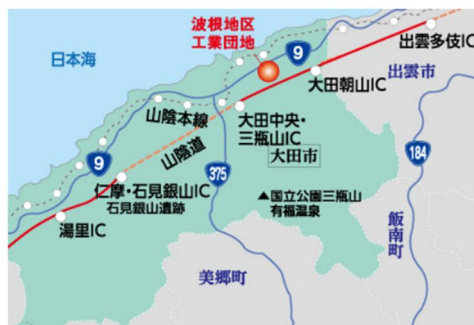 波根地区
工業団地
日本海
9
出雲多伎IC
出雲市
大田朝山IC
山陰本線
大田中央・
三瓶山IC
大田市
山陰道
184
9
375
仁摩・石見銀山IC
石見銀山遺跡
▲国立公園三瓶山
有福温泉
飯南町
湯里IC
美郷町